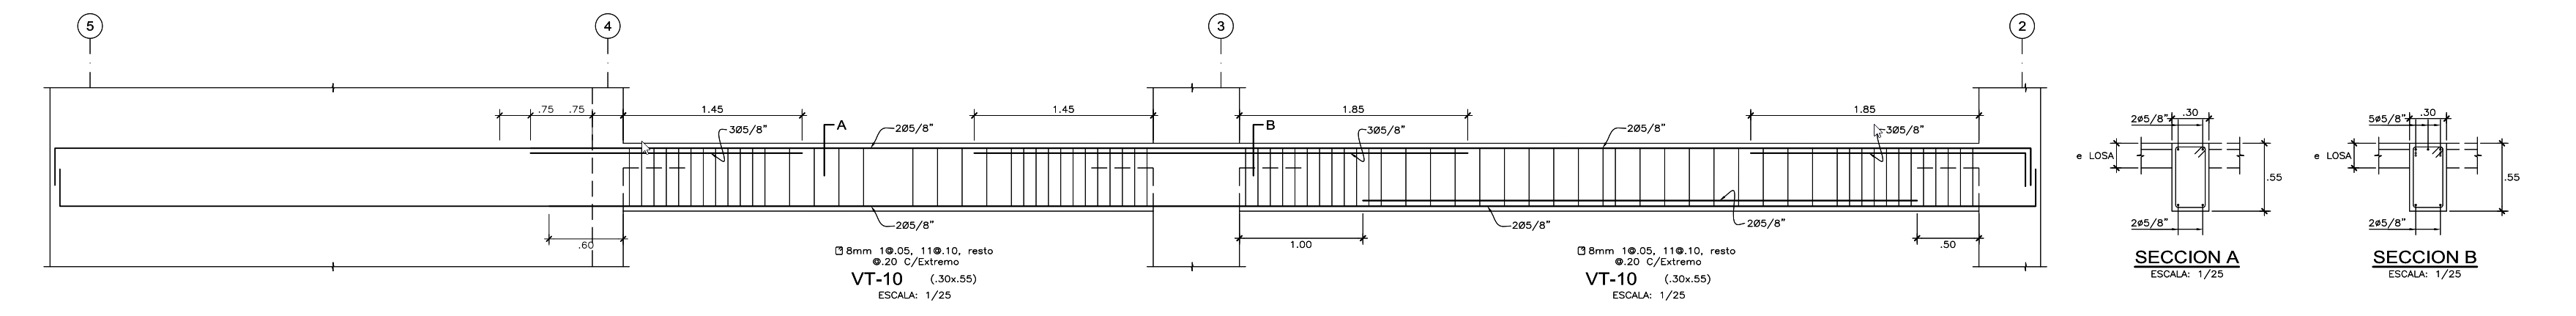 5
4
3
2
.75 .75
1.45
1.45
1.85
1.85
A
B
3Ø5/8"
2Ø5/8"
3Ø5/8"
2Ø5/8"
3Ø5/8"
2Ø5/8"
2Ø5/8"
2Ø5/8"
.60
1.00
.50
8mm 1@.05, 11@.10, resto
@.20 C/Extremo
VT-10 (.30x.55)
ESCALA: 1/25
8mm 1@.05, 11@.10, resto
@.20 C/Extremo
VT-10 (.30x.55)
ESCALA: 1/25
2ø5/8"
.30
e LOSA
.55
2ø5/8"
SECCION A
ESCALA: 1/25
5ø5/8"
.30
e LOSA
.55
2ø5/8"
SECCION B
ESCALA: 1/25